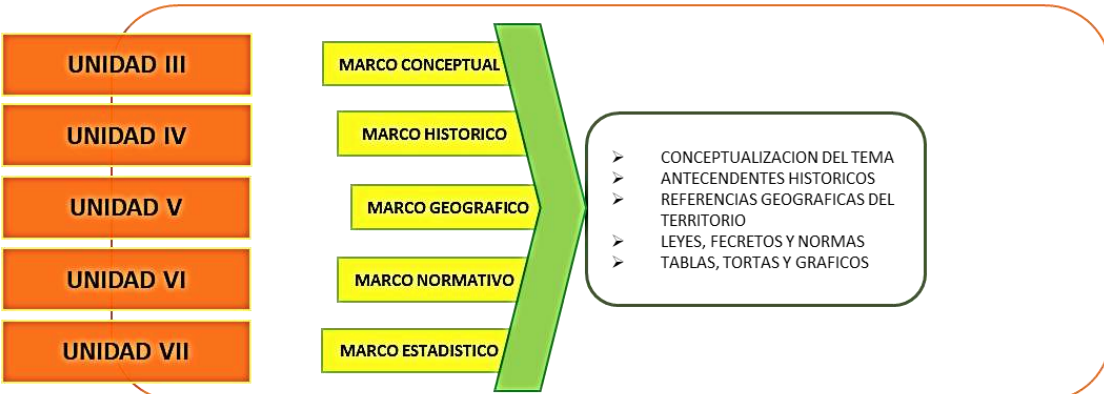 UNIDAD III
MARCO CONCEPTUAL
UNIDAD IV
MARCO HISTORICO
UNIDAD V
MARCO GEOGRAFICO
UNIDAD VI
MARCO NORMATIVO
UNIDAD VII
MARCO ESTADISTICO
➢ CONCEPTUALIZACION DEL TEMA
➢ ANTECENDENTES HISTORICOS
➢ REFERENCIAS GEOGRAFICAS DEL
TERRITORIO
➢ LEYES, FECRETOS Y NORMAS
➢ TABLAS, TORTAS Y GRAFICOS